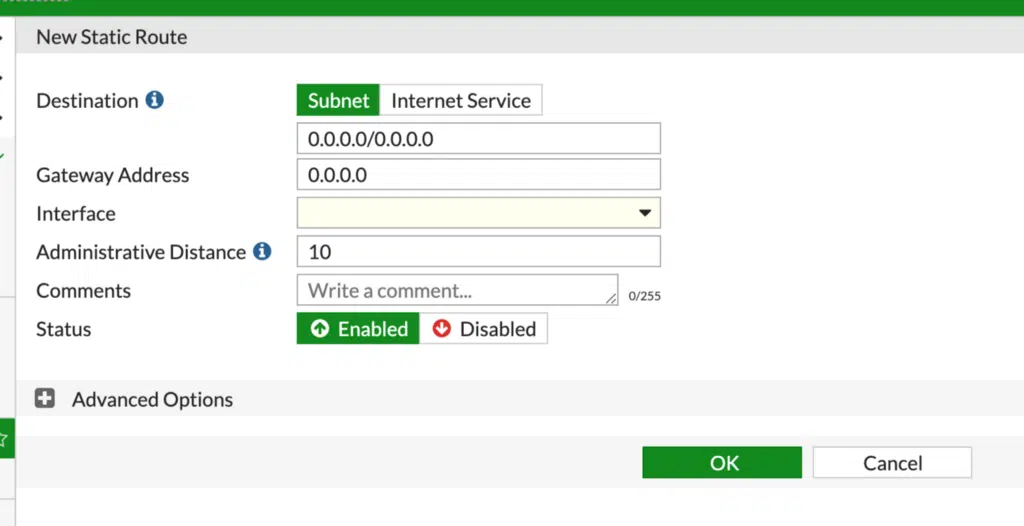 New Static Route
Destination
Subnet Internet Service
0.0.0.0/0.0.0.0
Gateway Address 0.0.0.0
Interface
Administrative Distance 10
Comments Write a comment... 0/255
Status Enabled Disabled
Advanced Options
OK Cancel